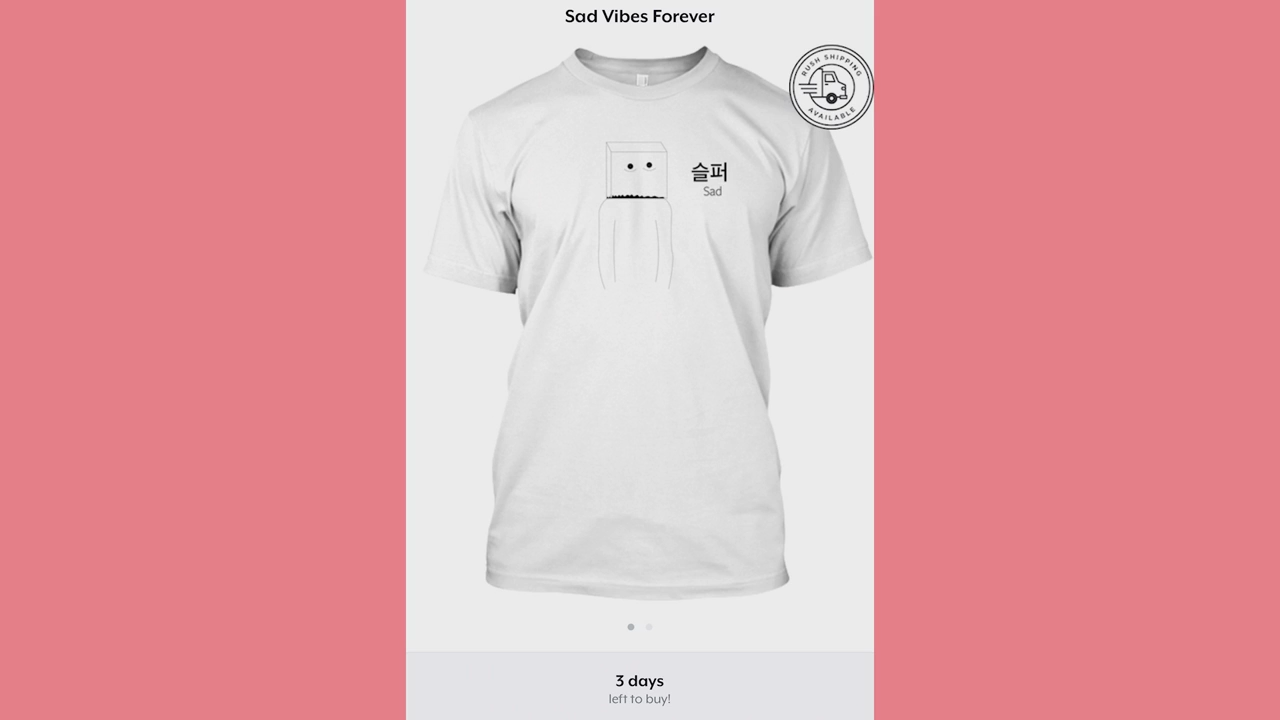 Sad Vibes Forever
RUSH SHIPPING
AVAILABLE
슬퍼
Sad
3 days
left to buy!